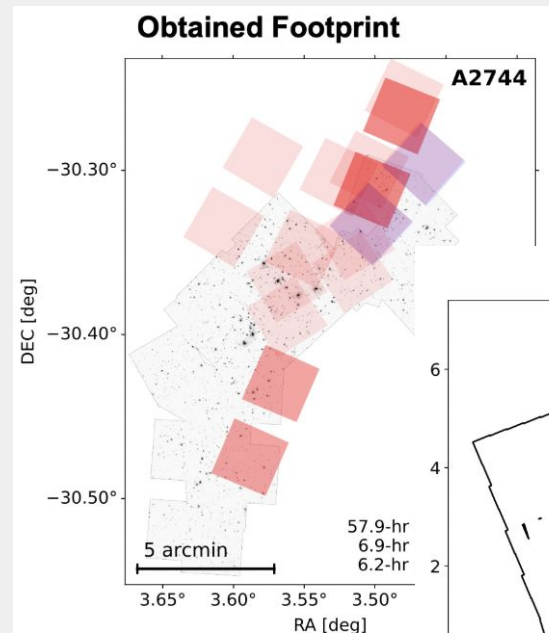 Obtained Footprint
A2744
−30.30°
−30.40°
DEC [deg]
−30.50°
57.9-hr
6.9-hr
6.2-hr
5 arcmin
3.65° 3.60° 3.55° 3.50°
RA [deg]
6
4
2